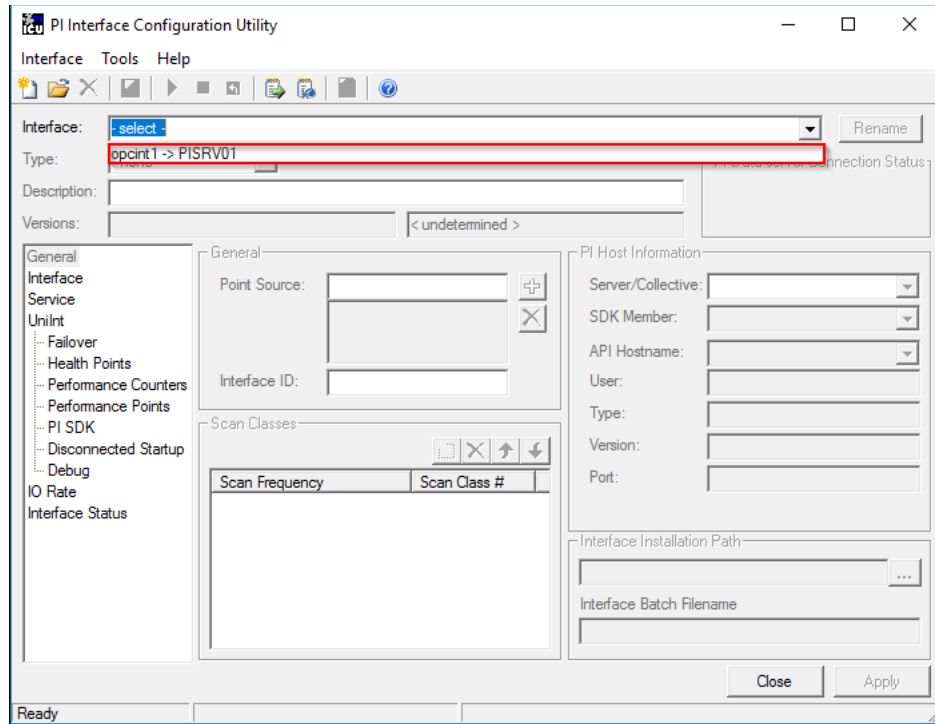 PI Interface Configuration Utility
Interface Tools Help
Interface: - select - Rename
opcint1 -> PISRV01
Type:
Description:
Versions: < undetermined >
General
Interface
Service
UniInt
Failover
Health Points
Performance Counters
Performance Points
PI SDK
Disconnected Startup
Debug
IO Rate
Interface Status
General
Point Source:
Interface ID:
Scan Classes
Scan Frequency Scan Class #
Connection Status
PI Host Information
Server/Collective:
SDK Member:
API Hostname:
User:
Type:
Version:
Port:
Interface Installation Path
...
Interface Batch Filename
Close Apply
Ready